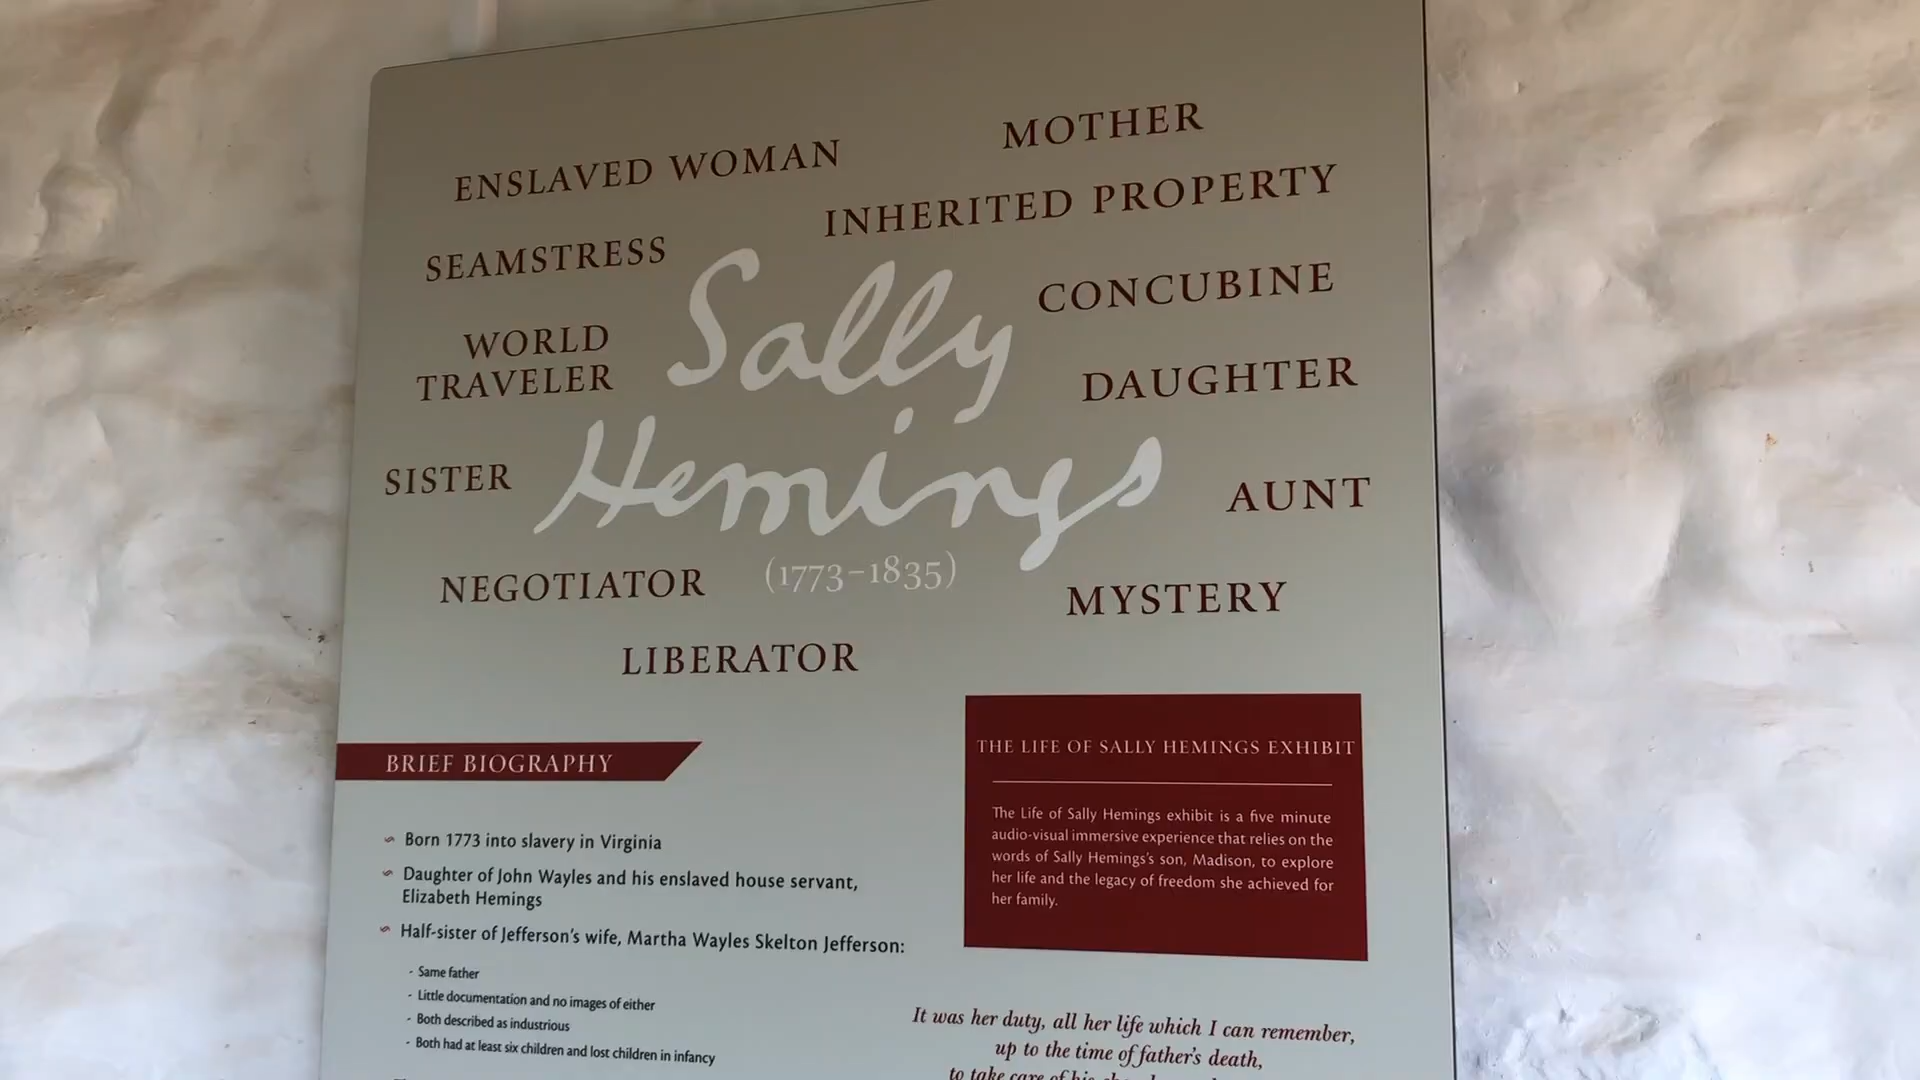 MOTHER
ENSLAVED WOMAN
INHERITED PROPERTY
SEAMSTRESS
CONCUBINE
WORLD
TRAVELER
Sally
DAUGHTER
SISTER
Hemings
AUNT
NEGOTIATOR
(1773–1835)
MYSTERY
LIBERATOR
BRIEF BIOGRAPHY
Born 1773 into slavery in Virginia
Daughter of John Wayles and his enslaved house servant,
Elizabeth Hemings
Half-sister of Jefferson's wife, Martha Wayles Skelton Jefferson:
- Same father
- Little documentation and no images of either
- Both described as industrious
- Both had at least six children and lost children in infancy
THE LIFE OF SALLY HEMINGS EXHIBIT
The Life of Sally Hemings exhibit is a five minute
audio-visual immersive experience that relies on the
words of Sally Hemings's son, Madison, to explore
her life and the legacy of freedom she achieved for
her family.
It was her duty, all her life which I can remember,
up to the time of father's death,
to take care of his